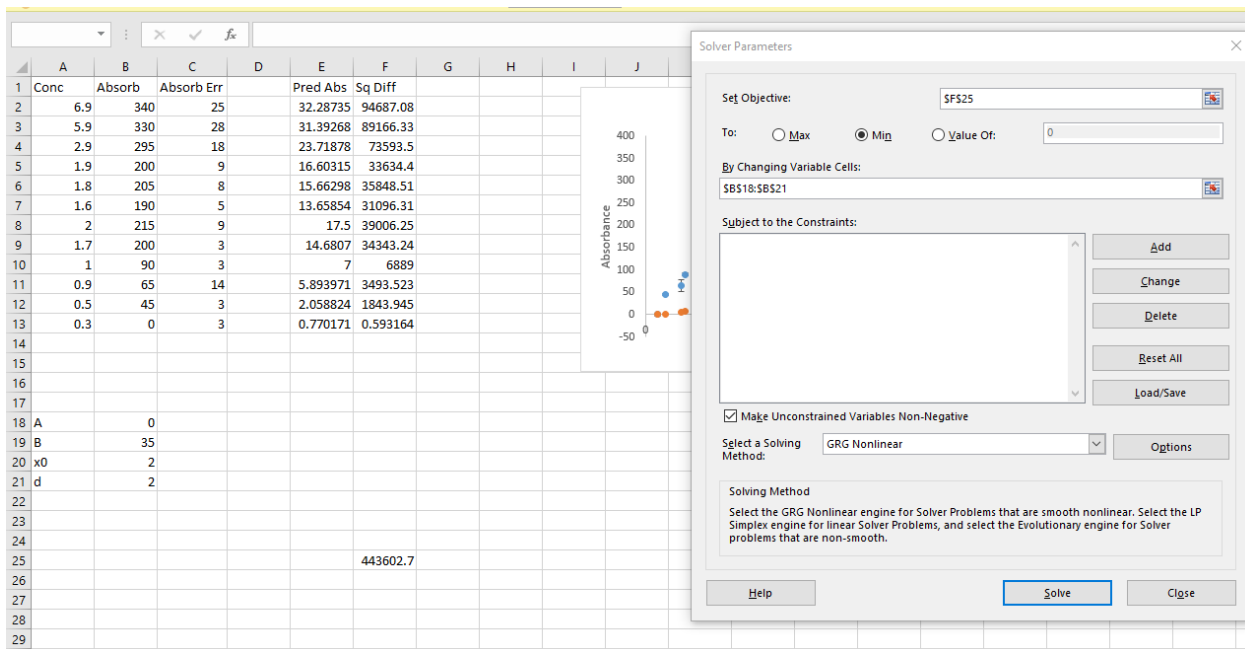 fx
A B C D E F G H I J
1 Conc Absorb Absorb Err Pred Abs Sq Diff
2 6.9 340 25 32.28735 94687.08
3 5.9 330 28 31.39268 89166.33
4 2.9 295 18 23.71878 73593.5
5 1.9 200 9 16.60315 33634.4
6 1.8 205 8 15.66298 35848.51
7 1.6 190 5 13.65854 31096.31
8 2 215 9 17.5 39006.25
9 1.7 200 3 14.6807 34343.24
10 1 90 3 7 6889
11 0.9 65 14 5.893971 3493.523
12 0.5 45 3 2.058824 1843.945
13 0.3 0 3 0.770171 0.593164
14
15
16
17
18 A 0
19 B 35
20 x0 2
21 d 2
22
23
24
25 443602.7
26
27
28
29
Absorbance
400
350
300
250
200
150
100
50
0
-50
0
Solver Parameters
Set Objective: $F$25
To: Max Min Value Of: 0
By Changing Variable Cells:
$B$18:$B$21
Subject to the Constraints:
Add
Change
Delete
Reset All
Load/Save
Make Unconstrained Variables Non-Negative
Select a Solving Method: GRG Nonlinear Options
Solving Method
Select the GRG Nonlinear engine for Solver Problems that are smooth nonlinear. Select the LP
Simplex engine for linear Solver Problems, and select the Evolutionary engine for Solver
problems that are non-smooth.
Help Solve Close